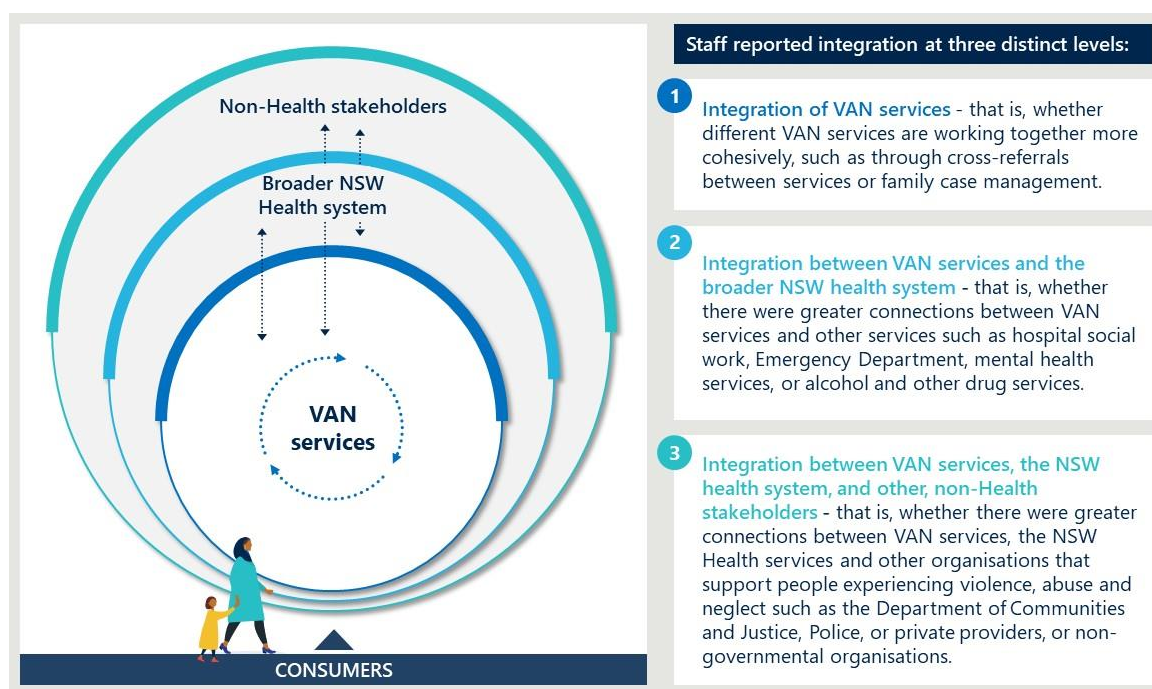 Non-Health stakeholders
Broader NSW
Health system
VAN
services
CONSUMERS
Staff reported integration at three distinct levels:
1
Integration of VAN services - that is, whether
different VAN services are working together more
cohesively, such as through cross-referrals
between services or family case management.
2
Integration between VAN services and the
broader NSW health system - that is, whether
there were greater connections between VAN
services and other services such as hospital social
work, Emergency Department, mental health
services, or alcohol and other drug services.
3
Integration between VAN services, the NSW
health system, and other, non-Health
stakeholders - that is, whether there were greater
connections between VAN services, the NSW
Health services and other organisations that
support people experiencing violence, abuse and
neglect such as the Department of Communities
and Justice, Police, or private providers, or non-
governmental organisations.